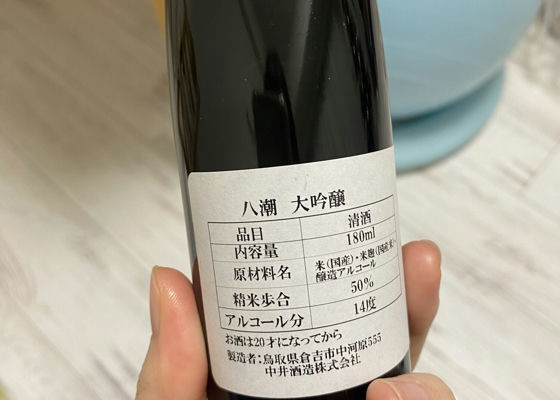 八潮 大吟醸
品目 清酒
内容量 180ml
原材料名 米(国産)・米麹(国産米)・
醸造アルコール
精米歩合 50%
アルコール分 14度
お酒は20才になってから
製造者:鳥取県倉吉市中河原555
中井酒造株式会社